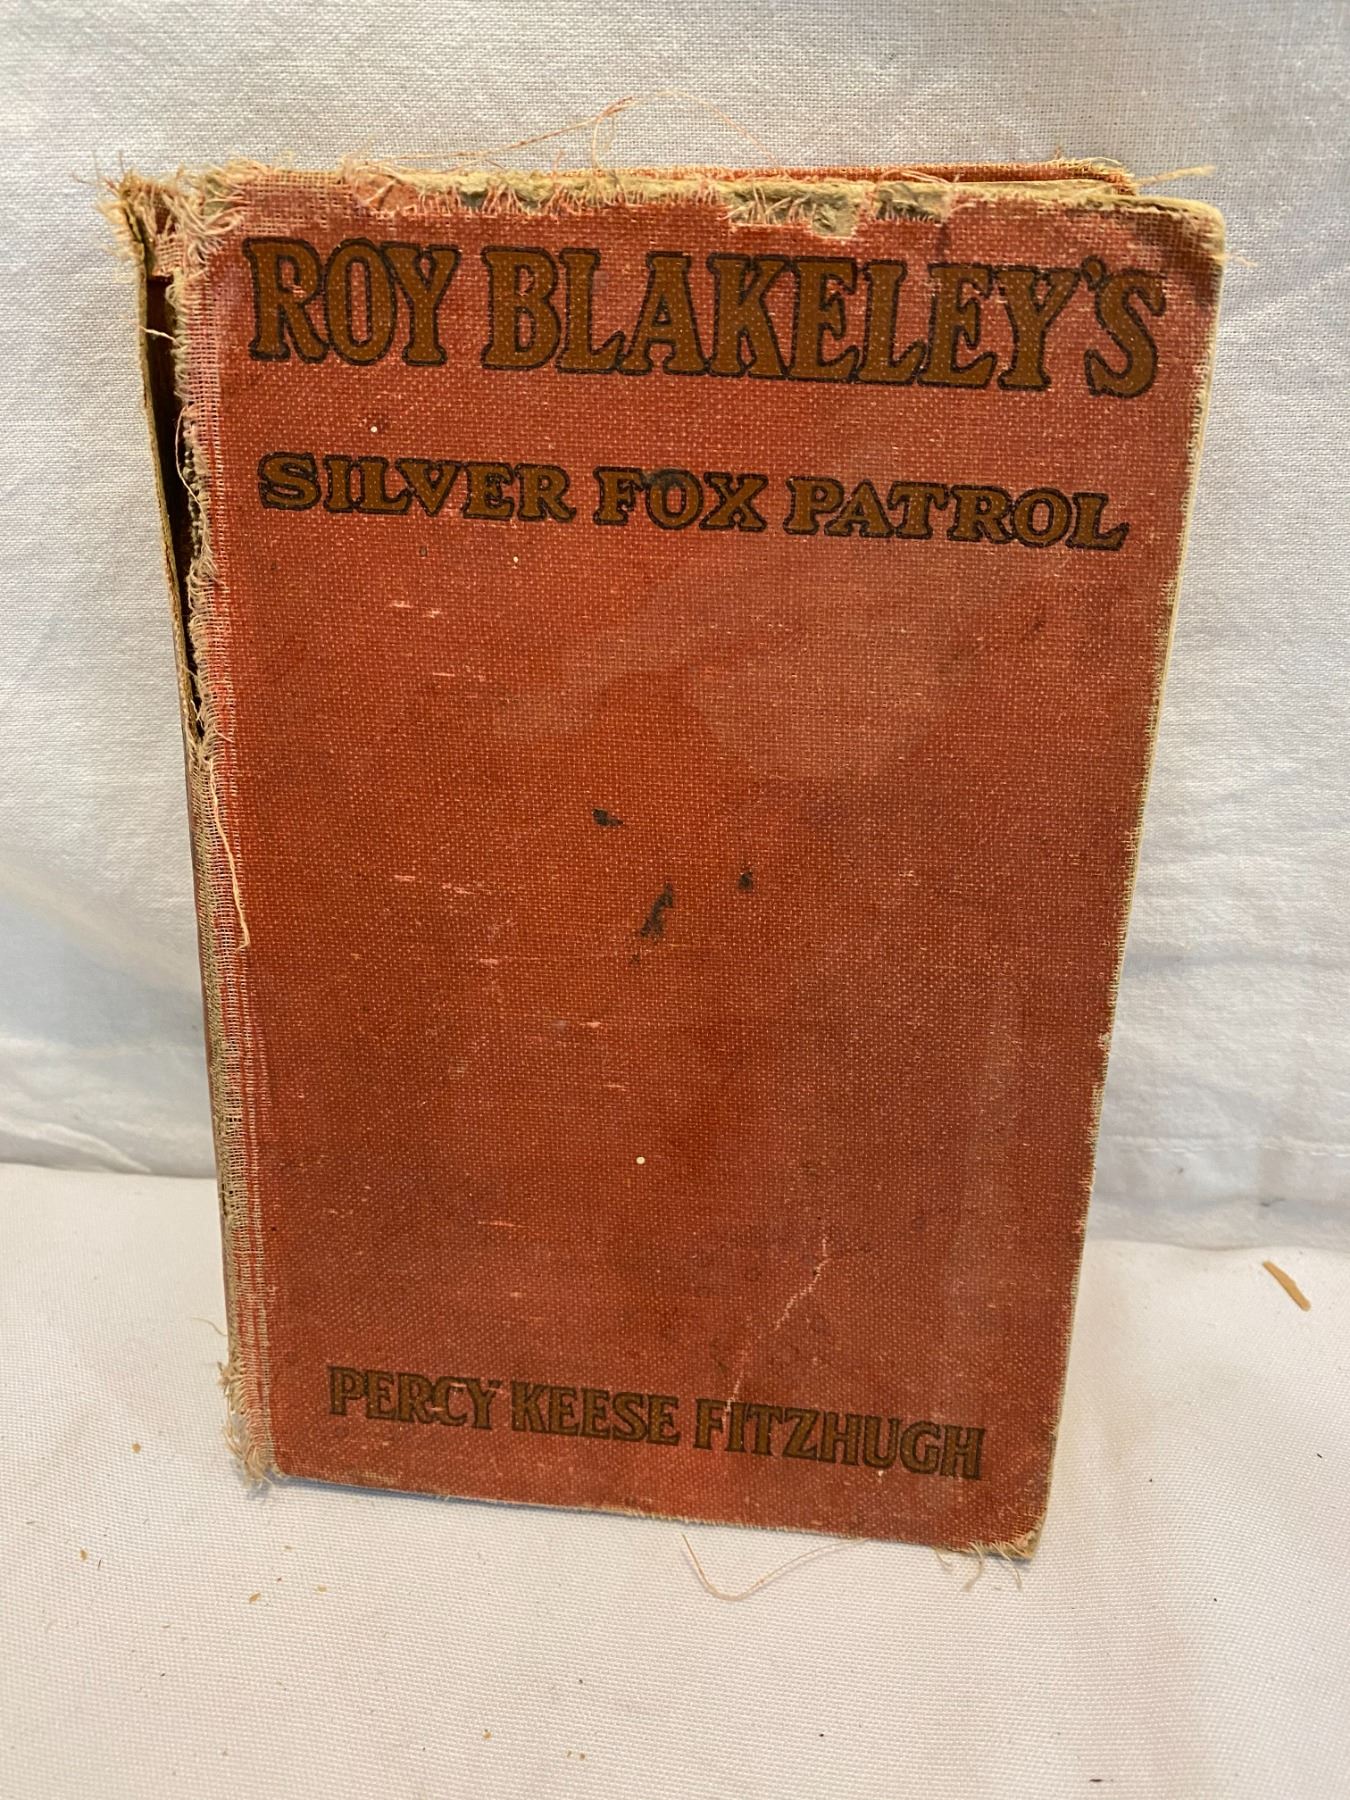 ROY BLAKELEY'S
SILVER FOX PATROL
PERCY KEESE FITZHUGH